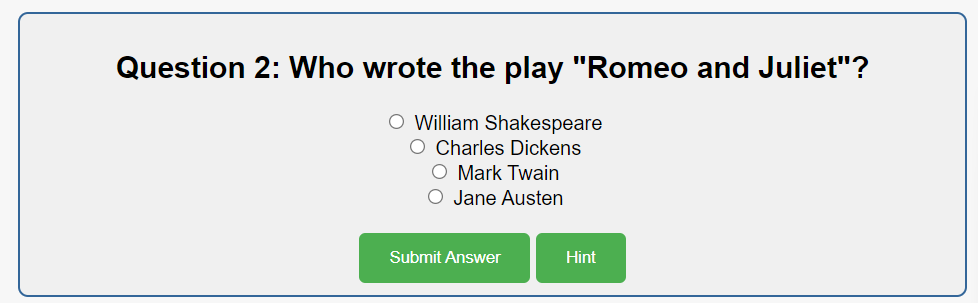 Question 2: Who wrote the play "Romeo and Juliet"?
William Shakespeare
Charles Dickens
Mark Twain
Jane Austen
Submit Answer Hint